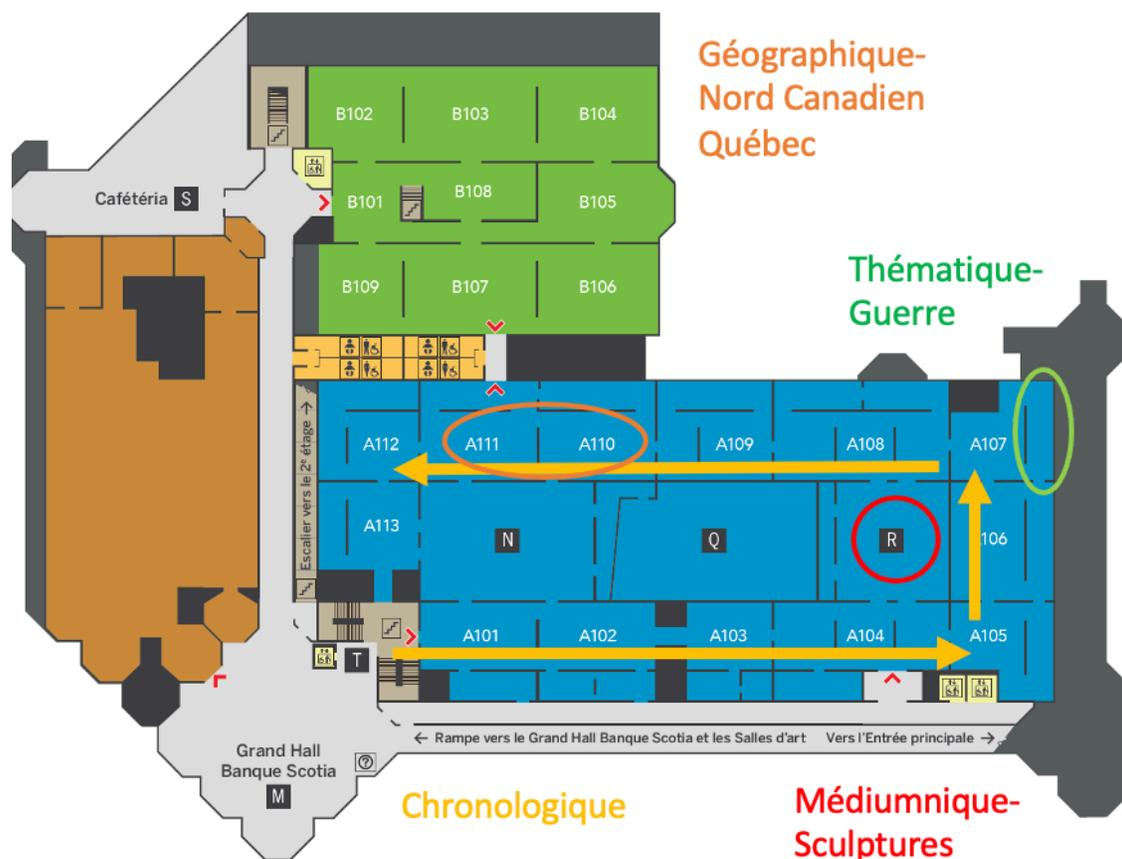 Géographique-
Nord Canadien
Québec
B102
B103
B104
Cafétéria S
B101
B108
B105
B109
B107
B106
Thématique-
Guerre
Escalier vers le 2e étage →
A112
A111
A110
A109
A108
A107
A113
N
Q
R
106
A101
A102
A103
A104
A105
T
← Rampe vers le Grand Hall Banque Scotia et les Salles d'art
Vers l'Entrée principale →
Grand Hall
Banque Scotia
?
M
Chronologique
Médiumnique-
Sculptures